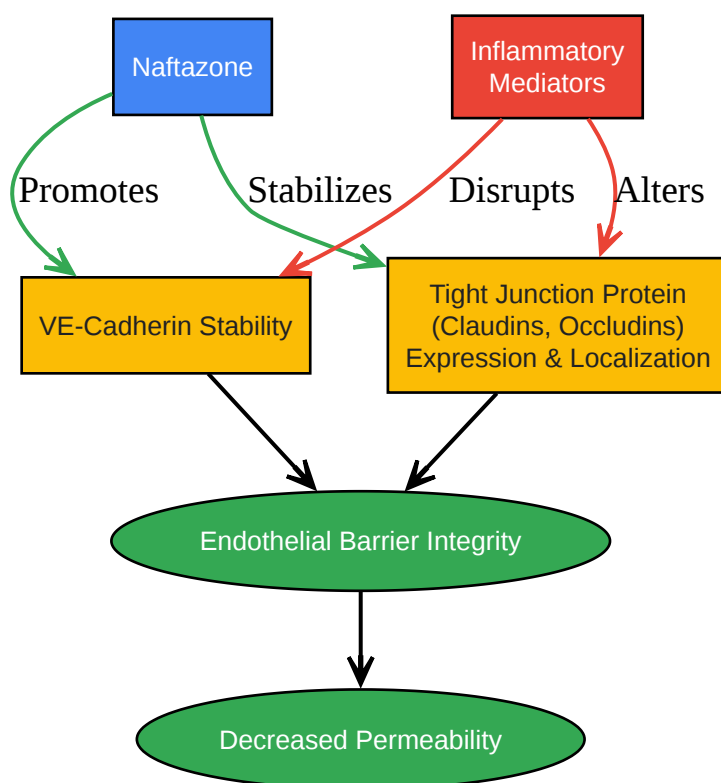 Naftazone
Inflammatory
Mediators
Promotes
Stabilizes
Disrupts
Alters
VE-Cadherin Stability
Tight Junction Protein
(Claudins, Occludins)
Expression & Localization
Endothelial Barrier Integrity
Decreased Permeability